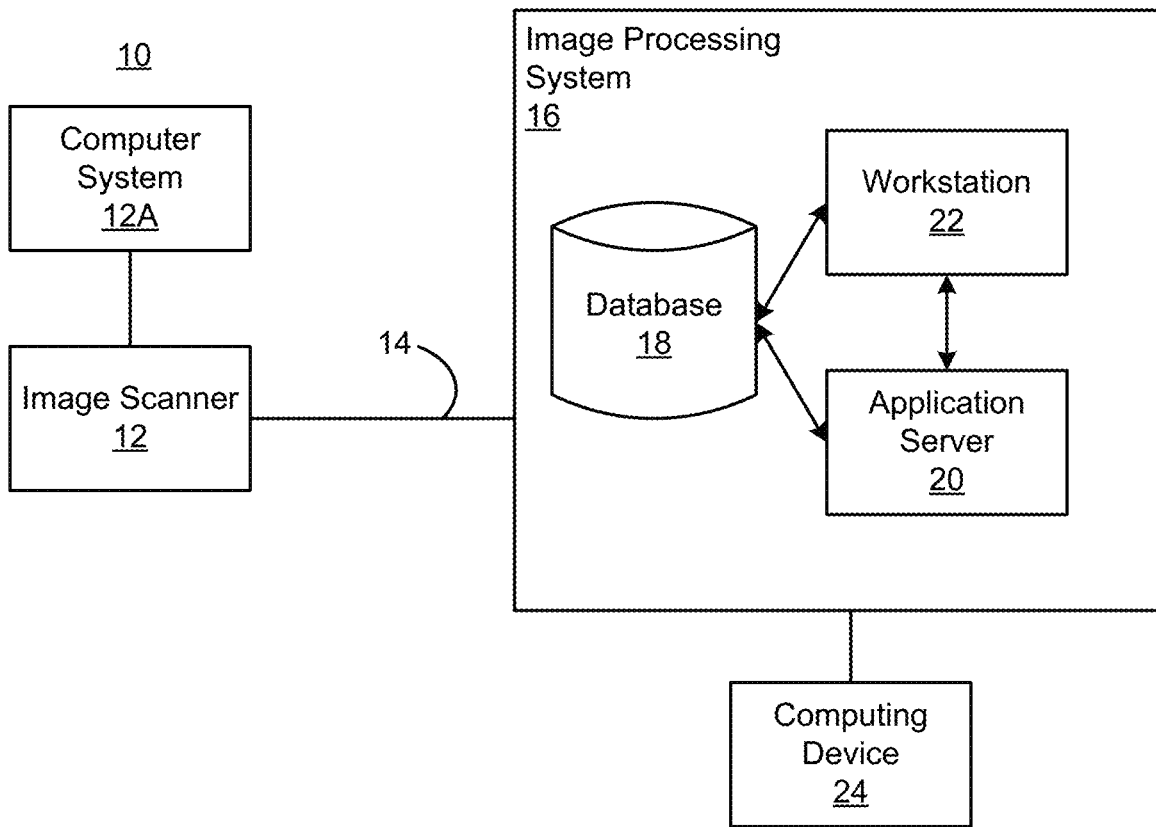 10
Computer
System
12A
Image Scanner
12
14
Image Processing
System
16
Database
18
Workstation
22
Application
Server
20
Computing
Device
24